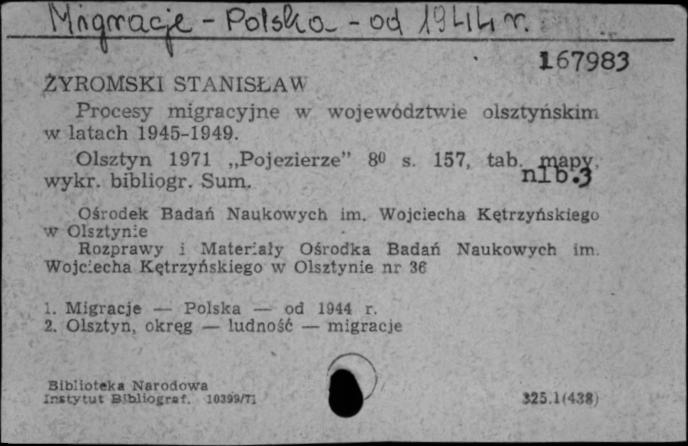 Migracje - Polska - od 1944 r.
167983
ŻYROMSKI STANISŁAW
Procesy migracyjne w województwie olsztyńskim
w latach 1945-1949.
Olsztyn 1971 „Pojezierze” 8⁰ s. 157, tab. mapy,
nlb.3
wykr. bibliogr. Sum.
Ośrodek Badań Naukowych im. Wojciecha Kętrzyńskiego
w Olsztynie
Rozprawy i Materiały Ośrodka Badań Naukowych im.
Wojciecha Kętrzyńskiego w Olsztynie nr 36
1. Migracje — Polska — od 1944 r.
2. Olsztyn, okręg — ludność — migracje
Biblioteka Narodowa
Instytut Bibliograf. 10399/71
325.1(438)